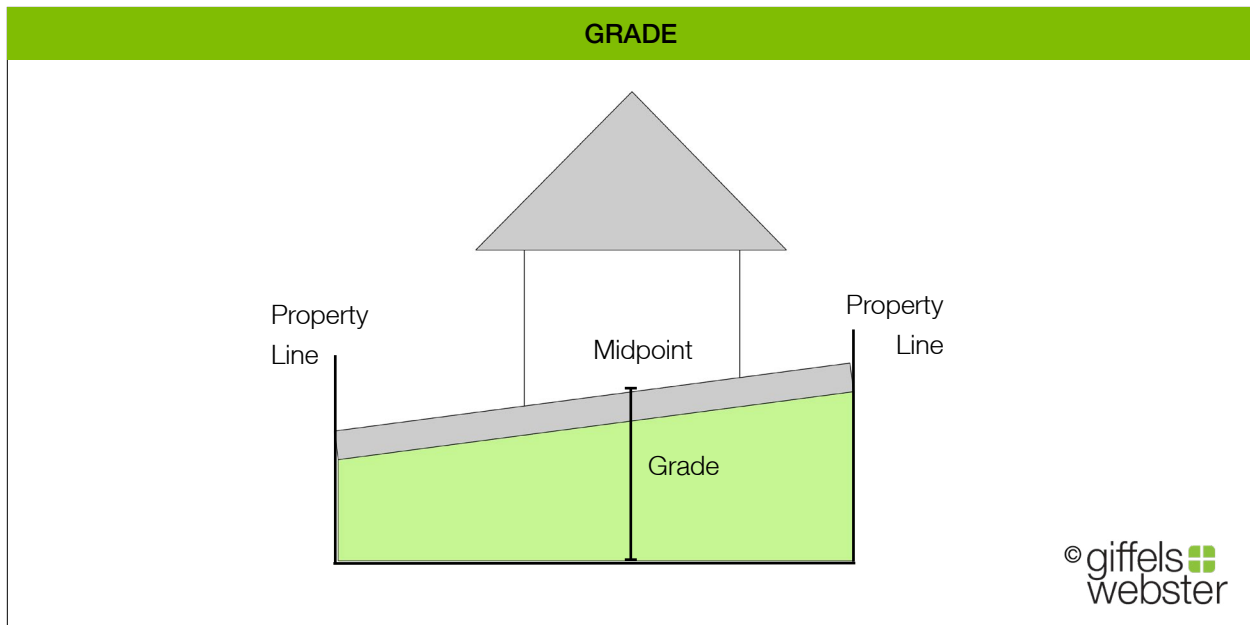 GRADE
Property
Line
Property
Line
Midpoint
Grade
© giffels
webster